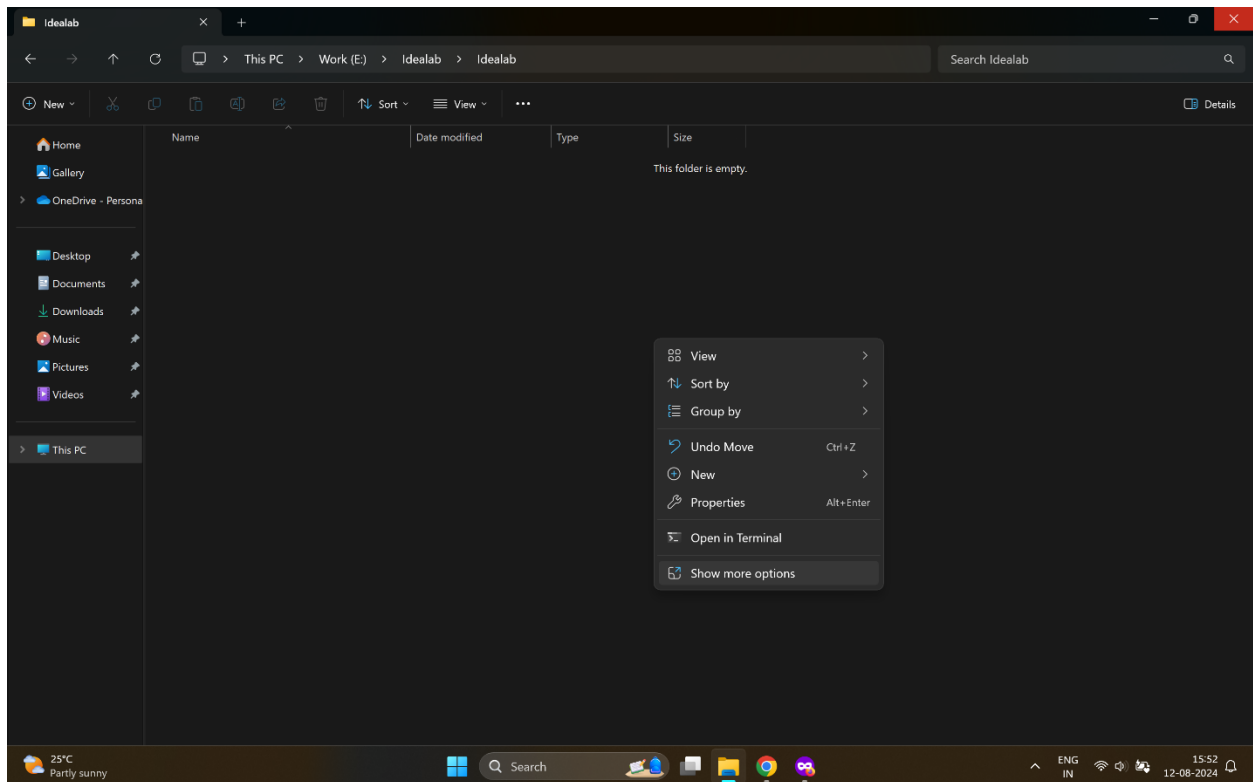 Idealab
This PC > Work (E:) > Idealab > Idealab
Search Idealab
New
Sort
View
Details
Home
Gallery
OneDrive - Persona
Desktop
Documents
Downloads
Music
Pictures
Videos
This PC
Name Date modified Type Size
This folder is empty.
View
Sort by
Group by
Undo Move Ctrl+Z
New
Properties Alt+Enter
Open in Terminal
Show more options
25°C
Partly sunny
Search
ENG
IN
15:52
12-08-2024